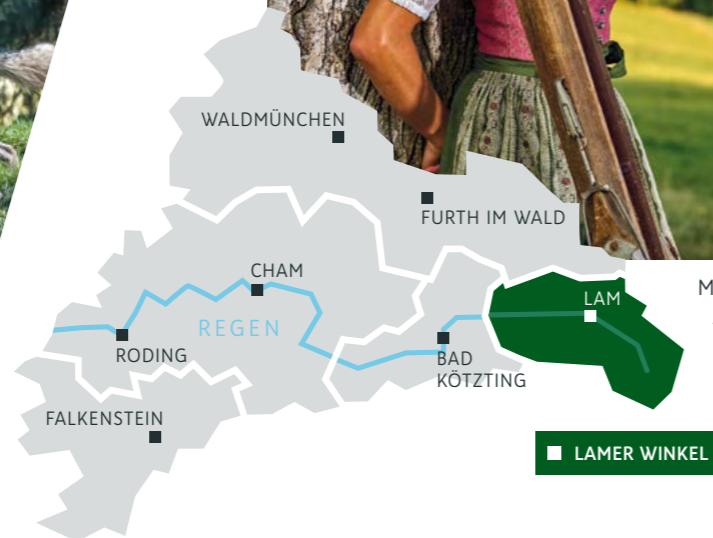 WALDMÜNCHEN
FURTH IM WALD
CHAM
LAM
M
REGEN
RODING
BAD
KÖTZTING
FALKENSTEIN
LAMER WINKEL